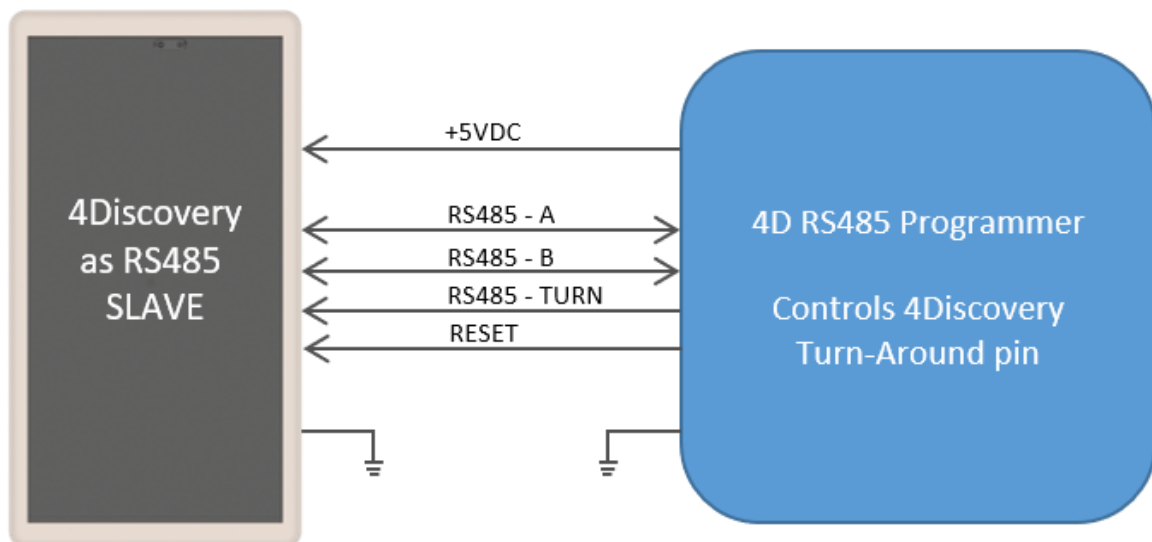 4Discovery
as RS485
SLAVE
+5VDC
RS485 - A
RS485 - B
RS485 - TURN
RESET
4D RS485 Programmer
Controls 4Discovery
Turn-Around pin